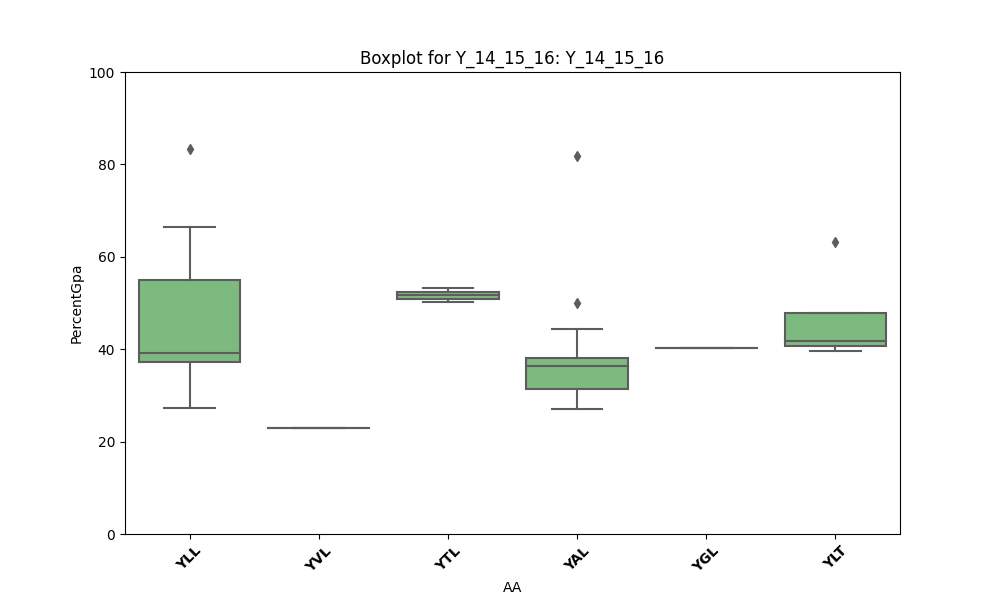 Boxplot for Y_14_15_16: Y_14_15_16
100
80
60
40
20
0
PercentGpa
YLL
YVL
YTL
YAL
YGL
YLT
AA